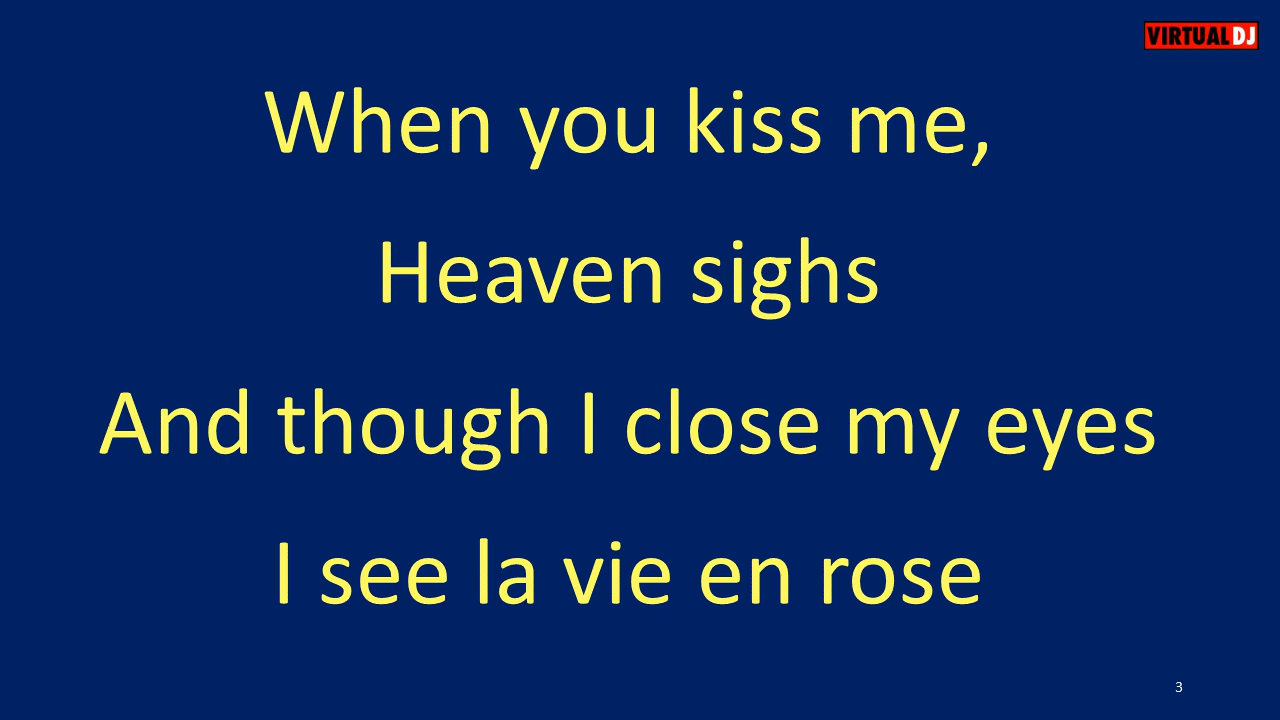 VIRTUAL DJ
When you kiss me,
Heaven sighs
And though I close my eyes
I see la vie en rose
3